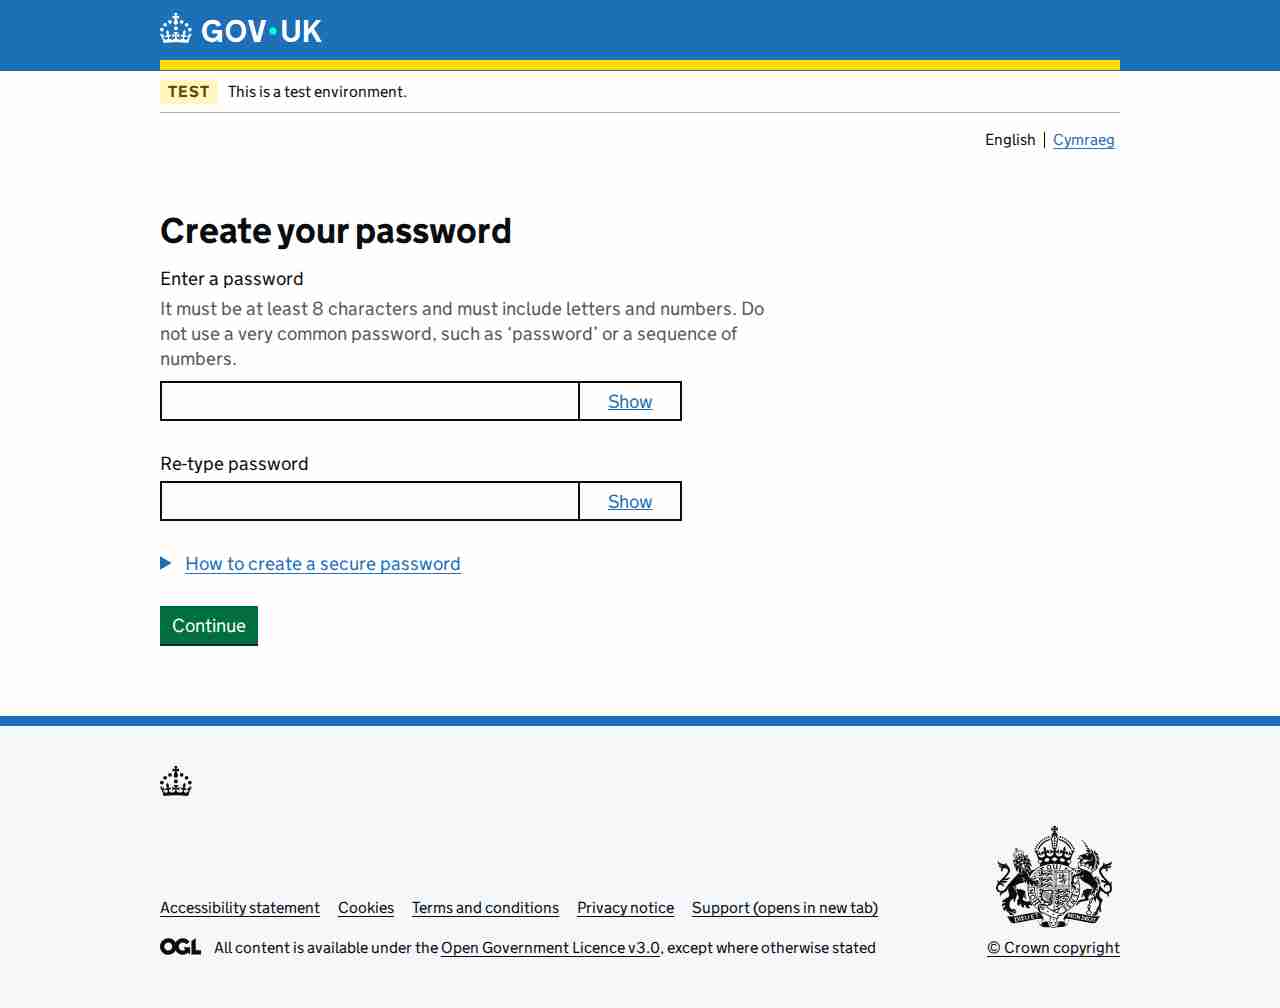 GOV·UK
TEST This is a test environment.
English | Cymraeg
Create your password
Enter a password
It must be at least 8 characters and must include letters and numbers. Do
not use a very common password, such as ‘password’ or a sequence of
numbers.
Show
Re-type password
Show
How to create a secure password
Continue
Accessibility statement Cookies Terms and conditions Privacy notice Support (opens in new tab)
OGL All content is available under the Open Government Licence v3.0, except where otherwise stated
© Crown copyright